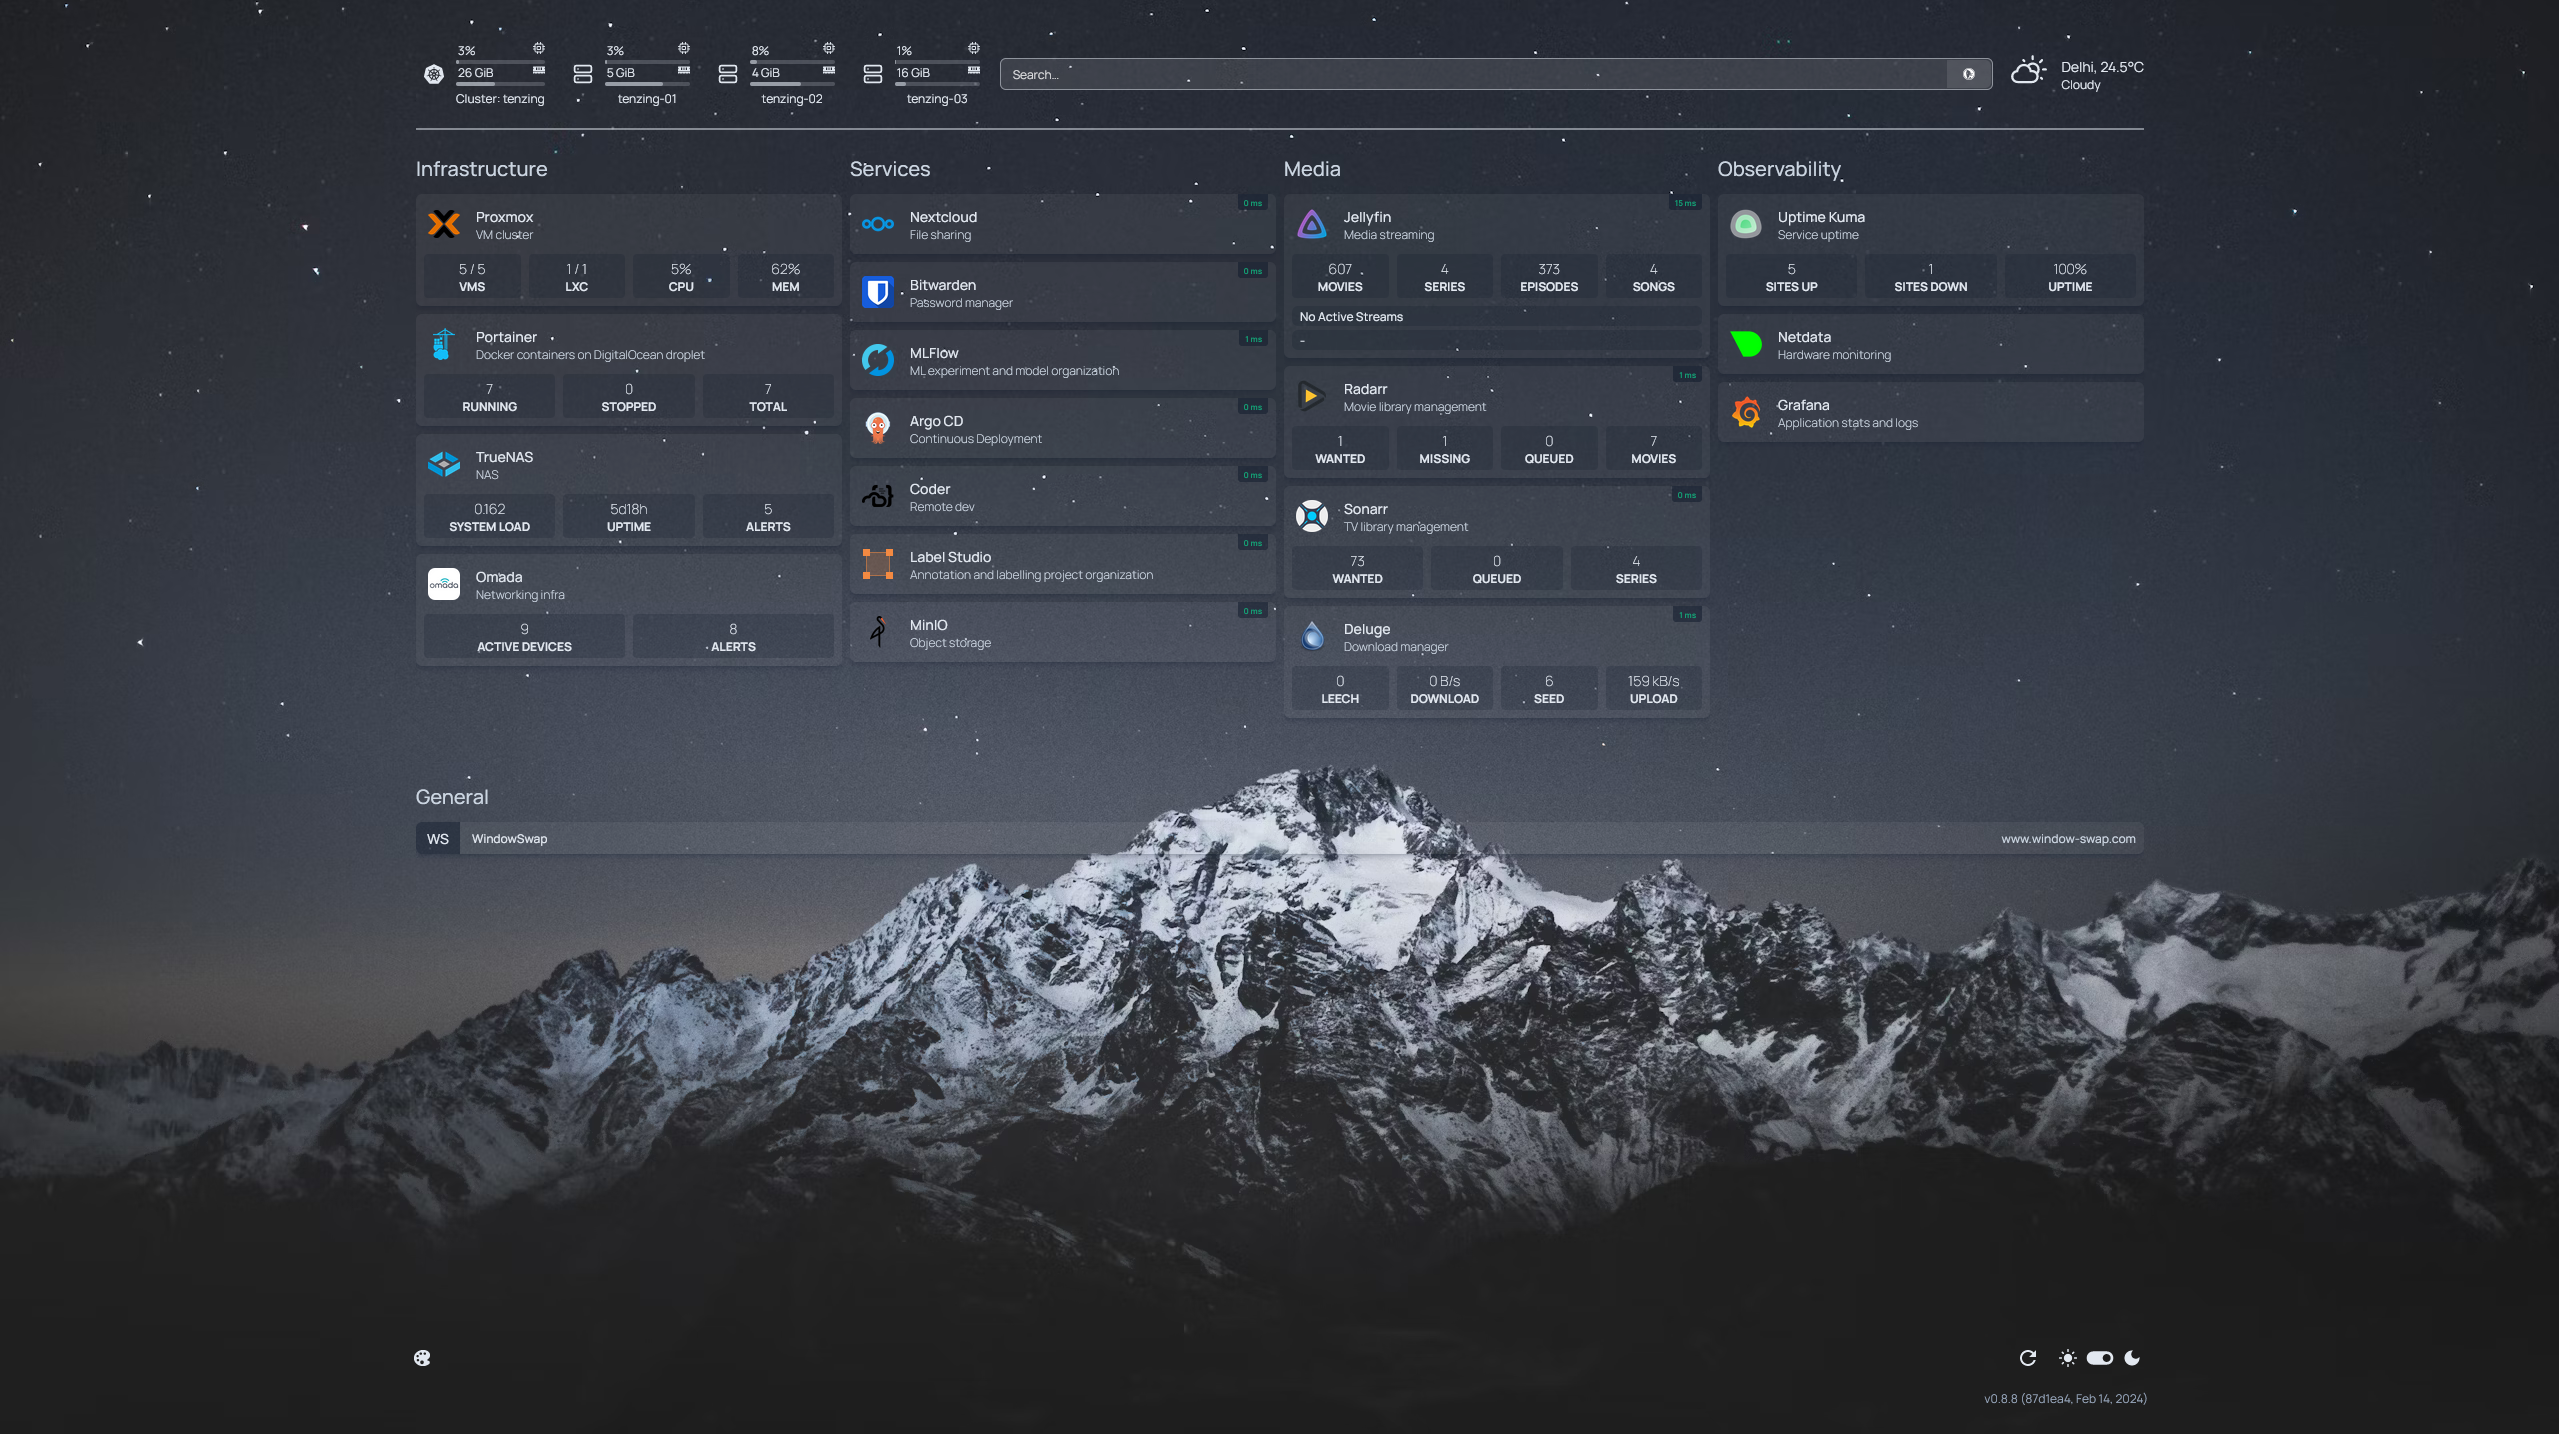 3%
26 GiB
Cluster: tenzing
3%
5 GiB
tenzing-01
8%
4 GiB
tenzing-02
1%
16 GiB
tenzing-03
Search...
Delhi, 24.5°C
Cloudy
Infrastructure
Proxmox
VM cluster
5 / 5
VMS
1 / 1
LXC
5%
CPU
62%
MEM
Portainer
Docker containers on DigitalOcean droplet
7
RUNNING
0
STOPPED
7
TOTAL
TrueNAS
NAS
0.162
SYSTEM LOAD
5d18h
UPTIME
5
ALERTS
omada
Omada
Networking infra
9
ACTIVE DEVICES
8
ALERTS
Services
0 ms
Nextcloud
File sharing
0 ms
Bitwarden
Password manager
1 ms
MLFlow
ML experiment and model organization
0 ms
Argo CD
Continuous Deployment
0 ms
Coder
Remote dev
0 ms
Label Studio
Annotation and labelling project organization
0 ms
MinIO
Object storage
Media
15 ms
Jellyfin
Media streaming
607
MOVIES
4
SERIES
373
EPISODES
4
SONGS
No Active Streams
-
1 ms
Radarr
Movie library management
1
WANTED
1
MISSING
0
QUEUED
7
MOVIES
0 ms
Sonarr
TV library management
73
WANTED
0
QUEUED
4
SERIES
1 ms
Deluge
Download manager
0
LEECH
0 B/s
DOWNLOAD
6
SEED
159 kB/s
UPLOAD
Observability
Uptime Kuma
Service uptime
5
SITES UP
1
SITES DOWN
100%
UPTIME
Netdata
Hardware monitoring
Grafana
Application stats and logs
General
WS
WindowSwap
www.window-swap.com
v0.8.8 (87d1ea4, Feb 14, 2024)